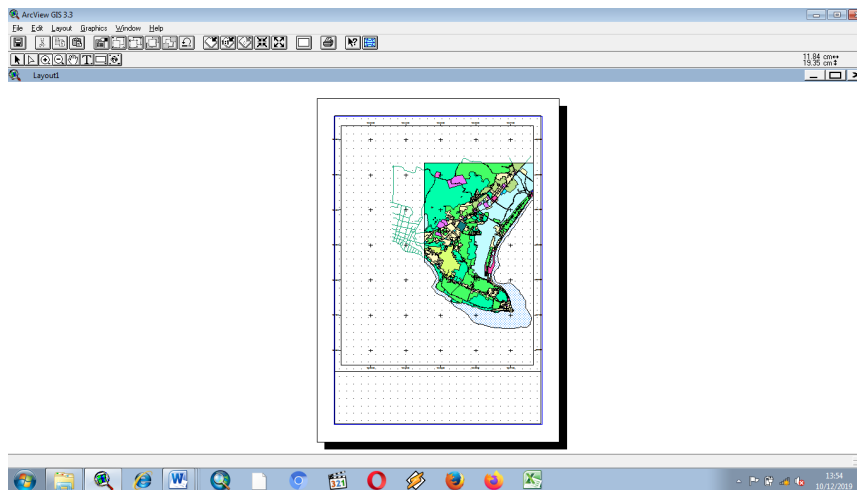 ArcView GIS 3.3
File Edit Layout Graphics Window Help
11.84 cm
19.35 cm
Layout1
321
13:54
10/12/2019